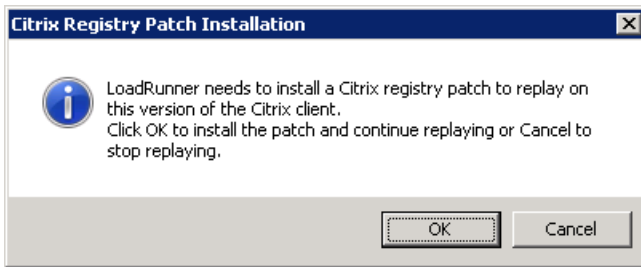 Citrix Registry Patch Installation
LoadRunner needs to install a Citrix registry patch to replay on
this version of the Citrix client.
Click OK to install the patch and continue replaying or Cancel to
stop replaying.
OK
Cancel